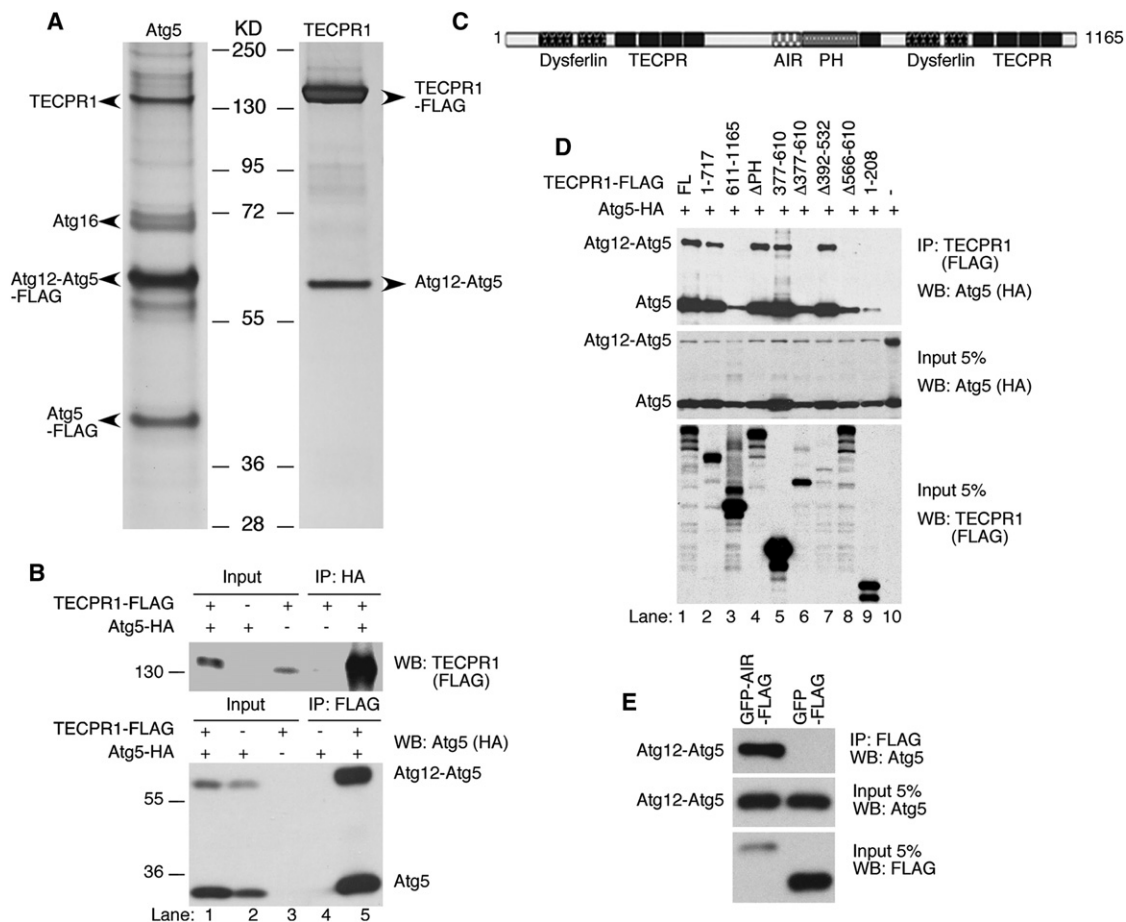 A
Atg5
KD
TECPR1
TECPR1
Atg16
Atg12-Atg5
-FLAG
Atg5
-FLAG
250
130
95
72
55
36
28
TECPR1
-FLAG
Atg12-Atg5
B
Input
IP: HA
TECPR1-FLAG + - + + +
Atg5-HA + + - - +
130
WB: TECPR1
(FLAG)
Input
IP: FLAG
TECPR1-FLAG + - + - +
Atg5-HA + + - + +
WB: Atg5 (HA)
55
36
Atg12-Atg5
Atg5
Lane: 1 2 3 4 5
C
1
1165
Dysferlin TECPR AIR PH Dysferlin TECPR
D
TECPR1-FLAG FL 1-717 611-1165 ΔPH 377-610 Δ377-610 Δ392-532 Δ566-610 1-208 -
Atg5-HA + + + + + + + + + +
Atg12-Atg5
Atg5
IP: TECPR1
(FLAG)
WB: Atg5 (HA)
Atg12-Atg5
Atg5
Input 5%
WB: Atg5 (HA)
Input 5%
WB: TECPR1
(FLAG)
Lane: 1 2 3 4 5 6 7 8 9 10
E
GFP-AIR
-FLAG
GFP
-FLAG
Atg12-Atg5
IP: FLAG
WB: Atg5
Atg12-Atg5
Input 5%
WB: Atg5
Input 5%
WB: FLAG